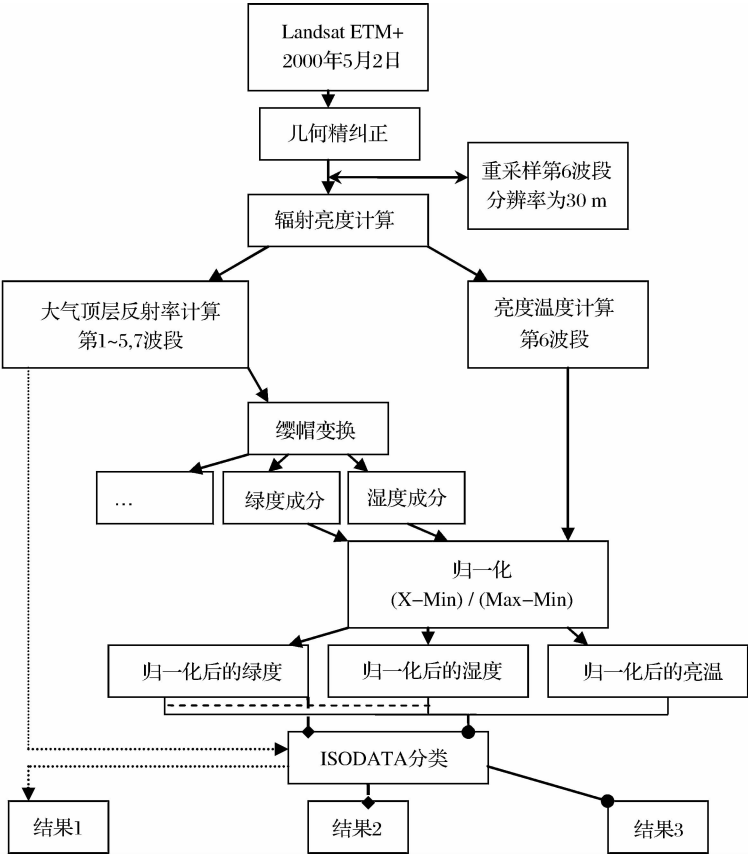 Landsat ETM+
2000年5月2日
几何精纠正
重采样第6波段
分辨率为30 m
辐射亮度计算
大气顶层反射率计算
第1~5,7波段
亮度温度计算
第6波段
缨帽变换
…
绿度成分
湿度成分
归一化
(X−Min) / (Max−Min)
归一化后的绿度
归一化后的湿度
归一化后的亮温
ISODATA分类
结果1
结果2
结果3